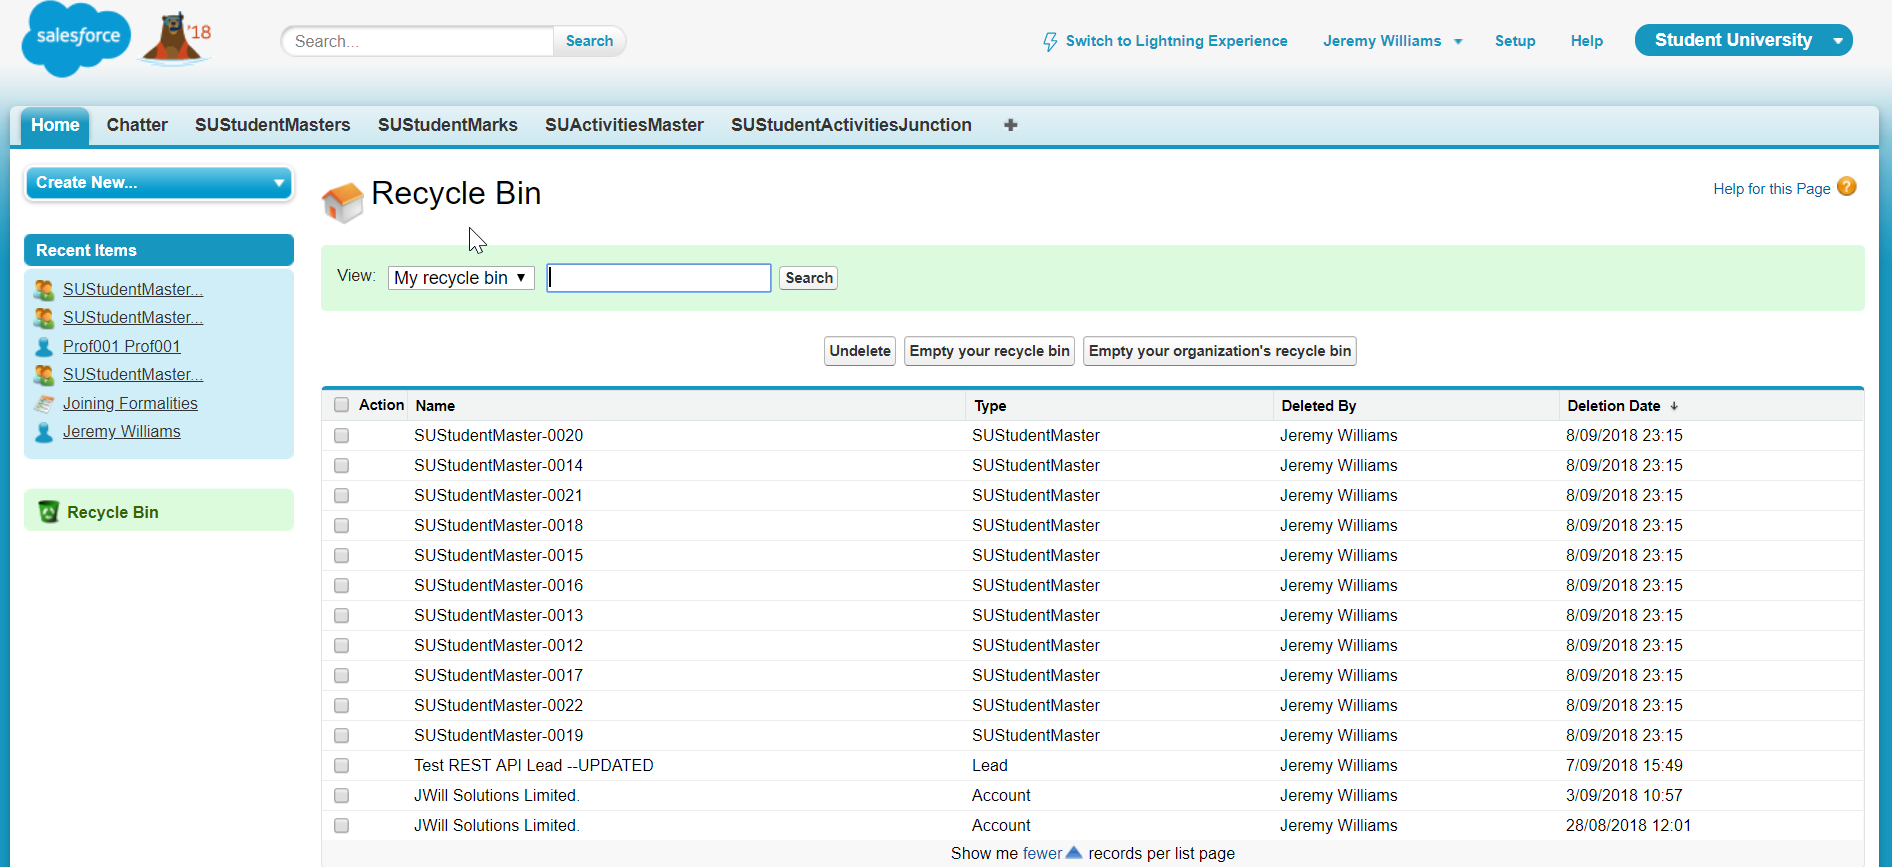 salesforce
'18
Search...
Search
Switch to Lightning Experience
Jeremy Williams
Setup
Help
Student University
Home
Chatter
SUStudentMasters
SUStudentMarks
SUActivitiesMaster
SUStudentActivitiesJunction
Create New...
Recent Items
SUStudentMaster...
SUStudentMaster...
Prof001 Prof001
SUStudentMaster...
Joining Formalities
Jeremy Williams
Recycle Bin
Recycle Bin
Help for this Page ?
View: My recycle bin Search
Undelete Empty your recycle bin Empty your organization's recycle bin
Action Name Type Deleted By Deletion Date
SUStudentMaster-0020 SUStudentMaster Jeremy Williams 8/09/2018 23:15
SUStudentMaster-0014 SUStudentMaster Jeremy Williams 8/09/2018 23:15
SUStudentMaster-0021 SUStudentMaster Jeremy Williams 8/09/2018 23:15
SUStudentMaster-0018 SUStudentMaster Jeremy Williams 8/09/2018 23:15
SUStudentMaster-0015 SUStudentMaster Jeremy Williams 8/09/2018 23:15
SUStudentMaster-0016 SUStudentMaster Jeremy Williams 8/09/2018 23:15
SUStudentMaster-0013 SUStudentMaster Jeremy Williams 8/09/2018 23:15
SUStudentMaster-0012 SUStudentMaster Jeremy Williams 8/09/2018 23:15
SUStudentMaster-0017 SUStudentMaster Jeremy Williams 8/09/2018 23:15
SUStudentMaster-0022 SUStudentMaster Jeremy Williams 8/09/2018 23:15
SUStudentMaster-0019 SUStudentMaster Jeremy Williams 8/09/2018 23:15
Test REST API Lead --UPDATED Lead Jeremy Williams 7/09/2018 15:49
JWill Solutions Limited. Account Jeremy Williams 3/09/2018 10:57
JWill Solutions Limited. Account Jeremy Williams 28/08/2018 12:01
Show me fewer records per list page